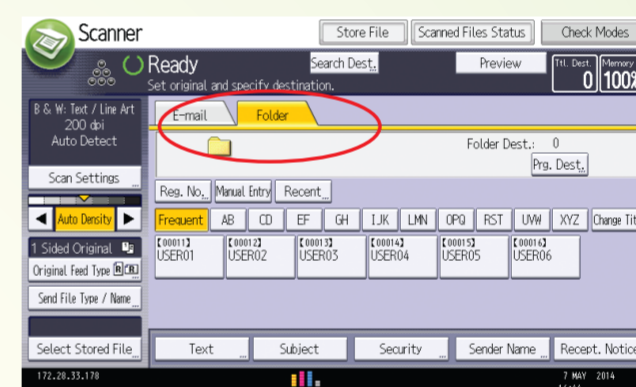 Scanner
Store File
Scanned Files Status
Check Modes
Ready
Search Dest.
Preview
Ttl. Dest.
0
Memory
100%
Set original and specify destination.
B & W: Text / Line Art
200 dpi
Auto Detect
E-mail
Folder
Folder Dest.: 0
Prg. Dest.
Scan Settings
Reg. No.
Manual Entry
Recent
Auto Density
Frequent AB CD EF GH IJK LMN OPQ RST UVW XYZ Change Tit
1 Sided Original
Original Feed Type
[00011] [00012] [00013] [00014] [00015] [00016]
USER01 USER02 USER03 USER04 USER05 USER06
Send File Type / Name
Select Stored File
Text
Subject
Security
Sender Name
Recept. Notice
172.28.33.178
7 MAY 2014